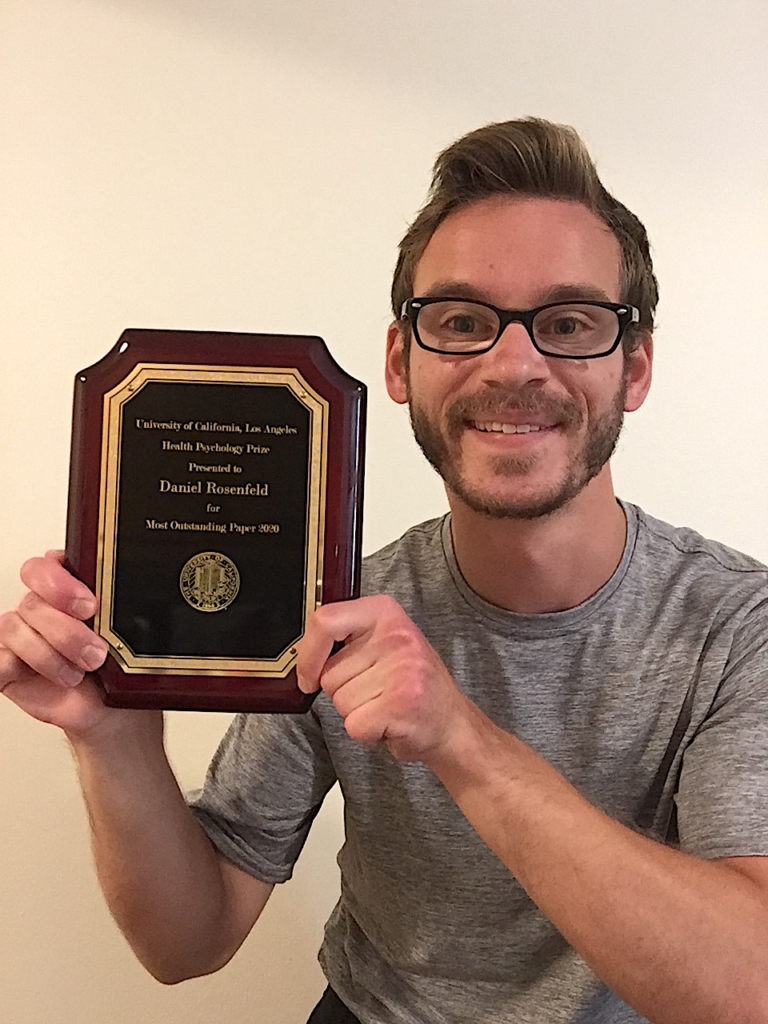 University of California, Los Angeles
Health Psychology Prize
Presented to
Daniel Rosenfeld
for
Most Outstanding Paper 2020